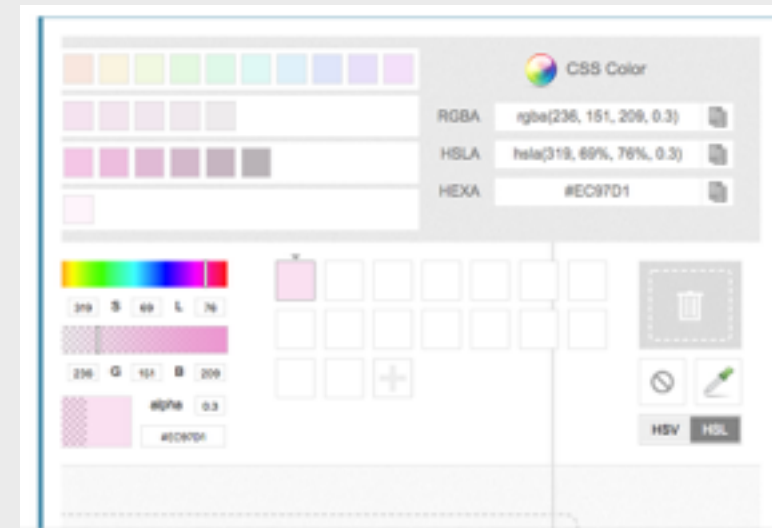 CSS Color
RGBA rgba(236, 151, 209, 0.3)
HSLA hsla(319, 69%, 76%, 0.3)
HEXA #EC97D1
319 S 69 L 76
236 G 151 B 209
alpha 0.3
#EC97D1
HSV HSL